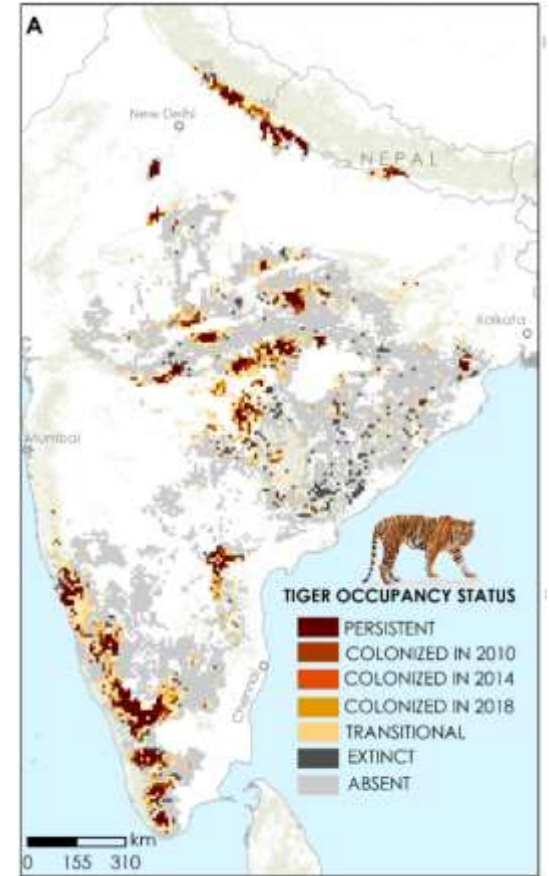 A
New Delhi
NEPAL
Kolkata
Mumbai
TIGER OCCUPANCY STATUS
PERSISTENT
COLONIZED IN 2010
COLONIZED IN 2014
COLONIZED IN 2018
TRANSITIONAL
EXTINCT
ABSENT
Chennai
km
0 155 310